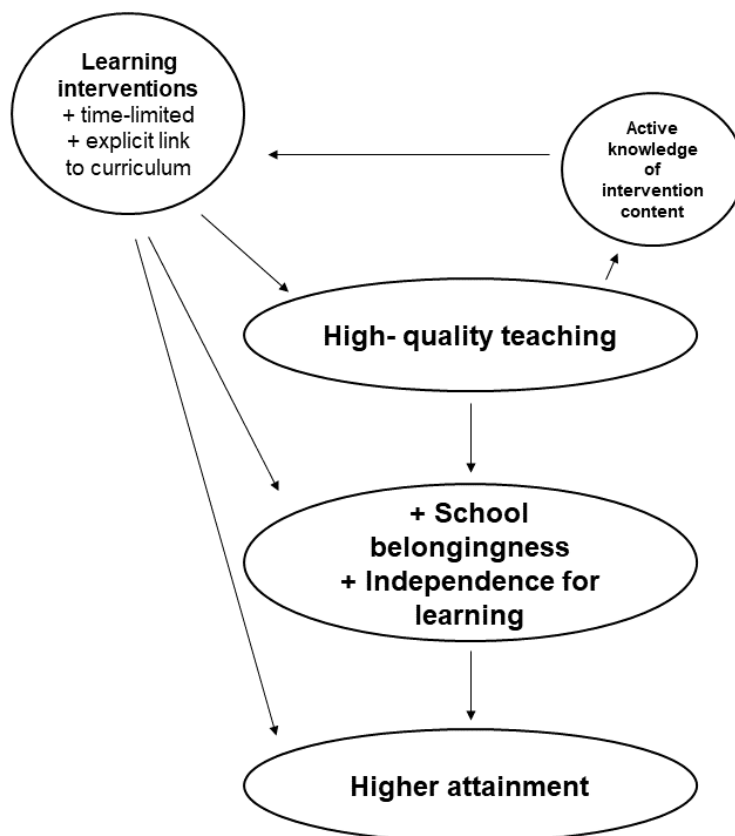 Learning
interventions
+ time-limited
+ explicit link
to curriculum
Active
knowledge
of
intervention
content
High- quality teaching
+ School
belongingness
+ Independence for
learning
Higher attainment